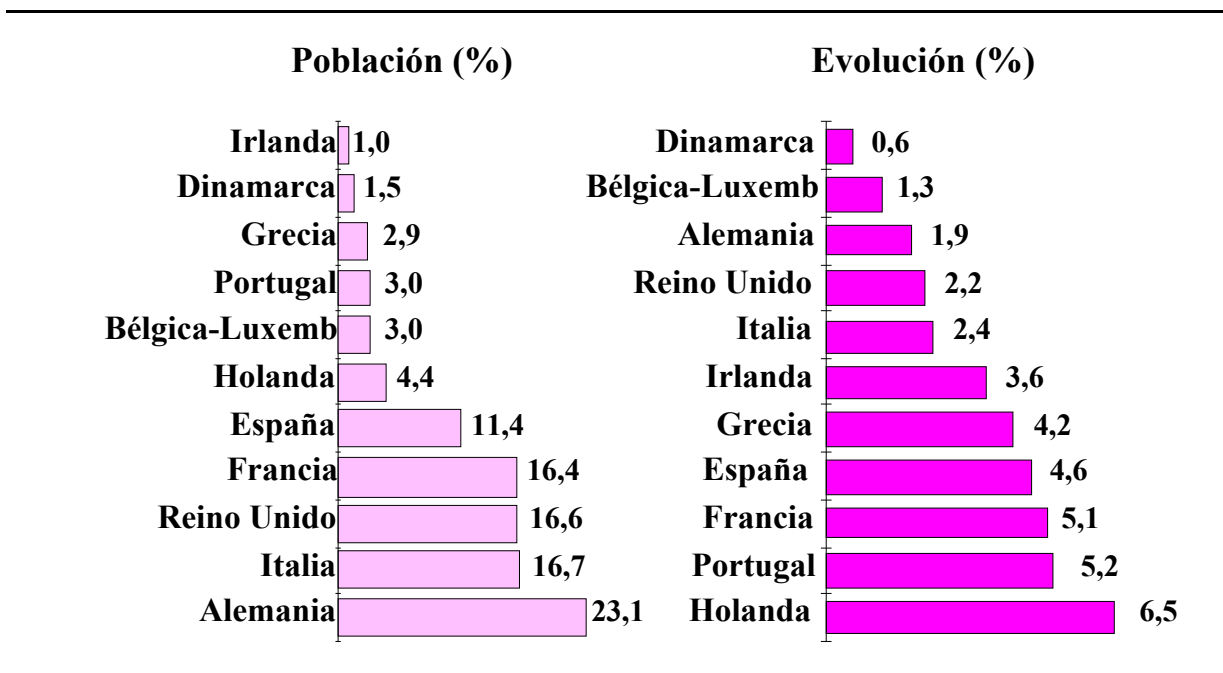 Población (%)
Irlanda 1,0
Dinamarca 1,5
Grecia 2,9
Portugal 3,0
Bélgica-Luxemb 3,0
Holanda 4,4
España 11,4
Francia 16,4
Reino Unido 16,6
Italia 16,7
Alemania 23,1
Evolución (%)
Dinamarca 0,6
Bélgica-Luxemb 1,3
Alemania 1,9
Reino Unido 2,2
Italia 2,4
Irlanda 3,6
Grecia 4,2
España 4,6
Francia 5,1
Portugal 5,2
Holanda 6,5